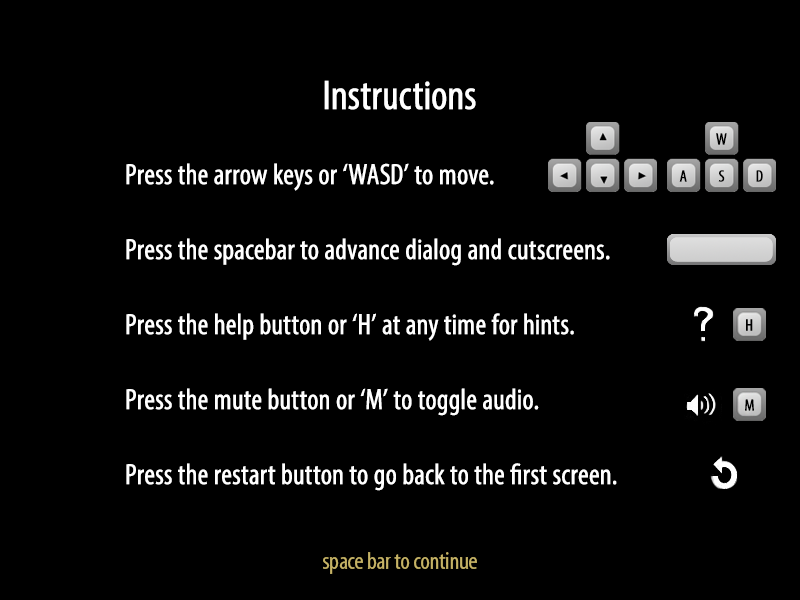 Instructions
Press the arrow keys or ‘WASD’ to move.
W
A S D
Press the spacebar to advance dialog and cutscreens.
Press the help button or ‘H’ at any time for hints.
? H
Press the mute button or ‘M’ to toggle audio.
M
Press the restart button to go back to the first screen.
space bar to continue